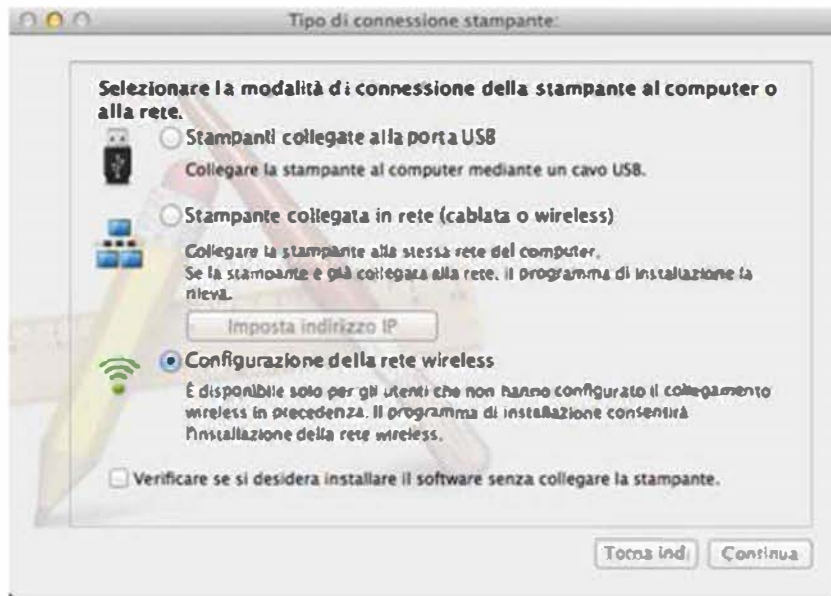 Tipo di connessione stampante:
Selezionare la modalità di connessione della stampante al computer o
alla rete.
Stampanti collegate alla porta USB
Collegare la stampante al computer mediante un cavo USB.
Stampante collegata in rete (cablata o wireless)
Collegare la stampante alla stessa rete del computer.
Se la stampante è già collegata alla rete, il programma di installazione la
rileva.
Imposta indirizzo IP
Configurazione della rete wireless
È disponibile solo per gli utenti che non hanno configurato il collegamento
wireless in precedenza. Il programma di installazione consentirà
l'installazione della rete wireless.
Verificare se si desidera installare il software senza collegare la stampante.
Torna indi
Continua